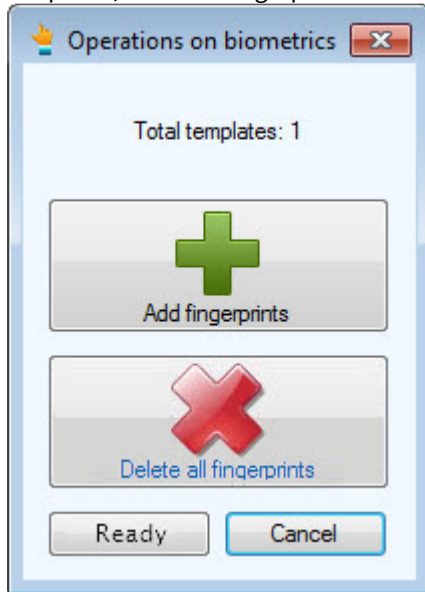 Operations on biometrics
Total templates: 1
Add fingerprints
Delete all fingerprints
Ready Cancel